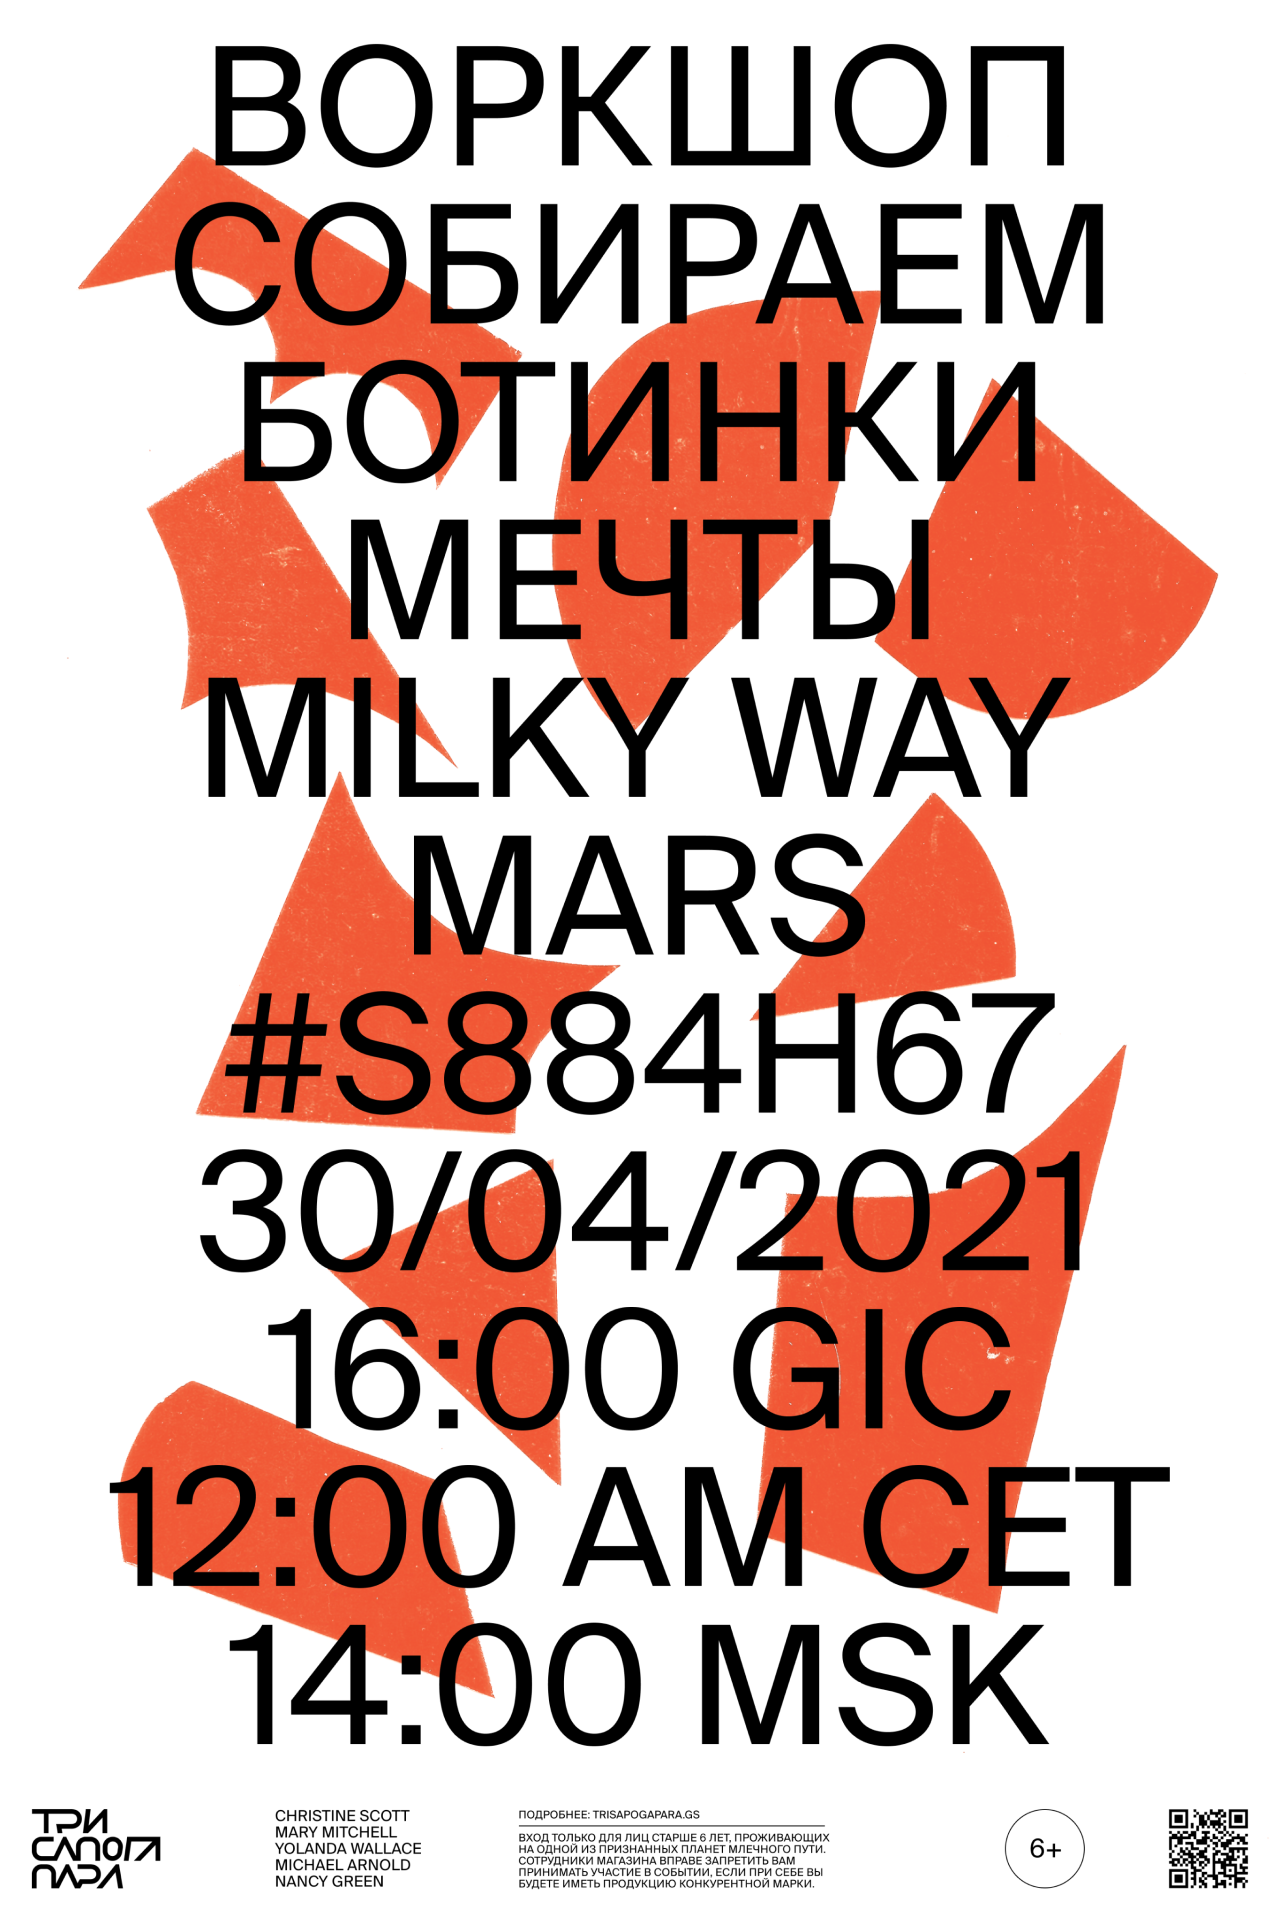 ВОРКШОП
СОБИРАЕМ
БОТИНКИ
МЕЧТЫ
MILKY WAY
MARS
#S884H67
30/04/2021
16:00 GIC
12:00 AM CET
14:00 MSK
ТРИ
САПОГА
ПАРА
CHRISTINE SCOTT
MARY MITCHELL
YOLANDA WALLACE
MICHAEL ARNOLD
NANCY GREEN
ПОДРОБНЕЕ: TRISAPOGAPARA.GS
ВХОД ТОЛЬКО ДЛЯ ЛИЦ СТАРШЕ 6 ЛЕТ, ПРОЖИВАЮЩИХ
НА ОДНОЙ ИЗ ПРИЗНАННЫХ ПЛАНЕТ МЛЕЧНОГО ПУТИ.
СОТРУДНИКИ МАГАЗИНА ВПРАВЕ ЗАПРЕТИТЬ ВАМ
ПРИНИМАТЬ УЧАСТИЕ В СОБЫТИИ, ЕСЛИ ПРИ СЕБЕ ВЫ
БУДЕТЕ ИМЕТЬ ПРОДУКЦИЮ КОНКУРЕНТНОЙ МАРКИ.
6+